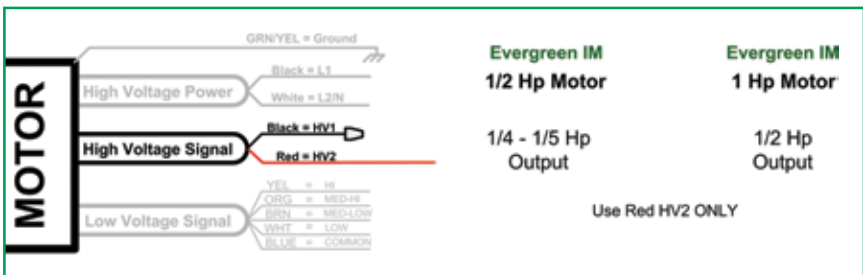 GRN/YEL = Ground
MOTOR
High Voltage Power
Black = L1
White = L2/N
High Voltage Signal
Black = HV1
Red = HV2
Low Voltage Signal
YEL = HI
ORG = MED-HI
BRN = MED-LOW
WHT = LOW
BLUE = COMMON
Evergreen IM
1/2 Hp Motor
1/4 - 1/5 Hp
Output
Evergreen IM
1 Hp Motor
1/2 Hp
Output
Use Red HV2 ONLY